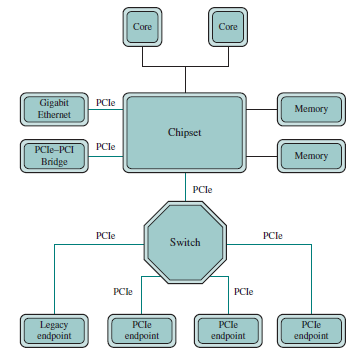 Core
Core
Gigabit
Ethernet
PCIe
Memory
Chipset
PCIe–PCI
Bridge
PCIe
Memory
PCIe
Switch
PCIe
PCIe
PCIe
PCIe
Legacy
endpoint
PCIe
endpoint
PCIe
endpoint
PCIe
endpoint